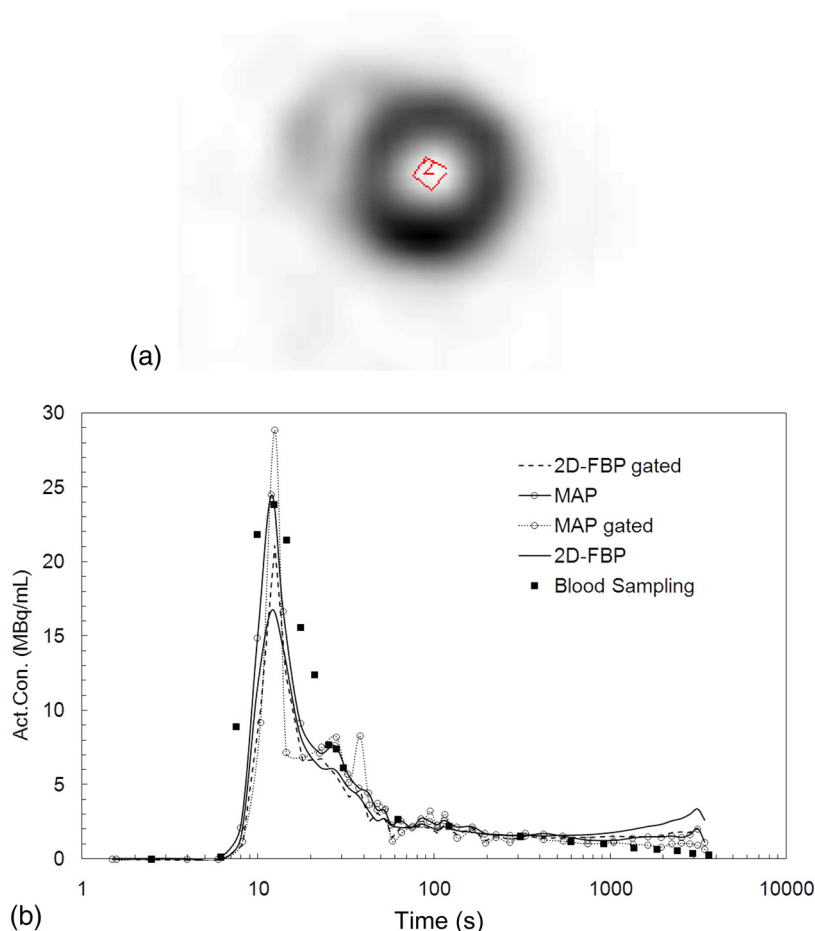 (a)
30
25
20
15
10
5
0
Act.Con. (MBq/mL)
2D-FBP gated
MAP
MAP gated
2D-FBP
Blood Sampling
1 10 100 1000 10000
(b) Time (s)